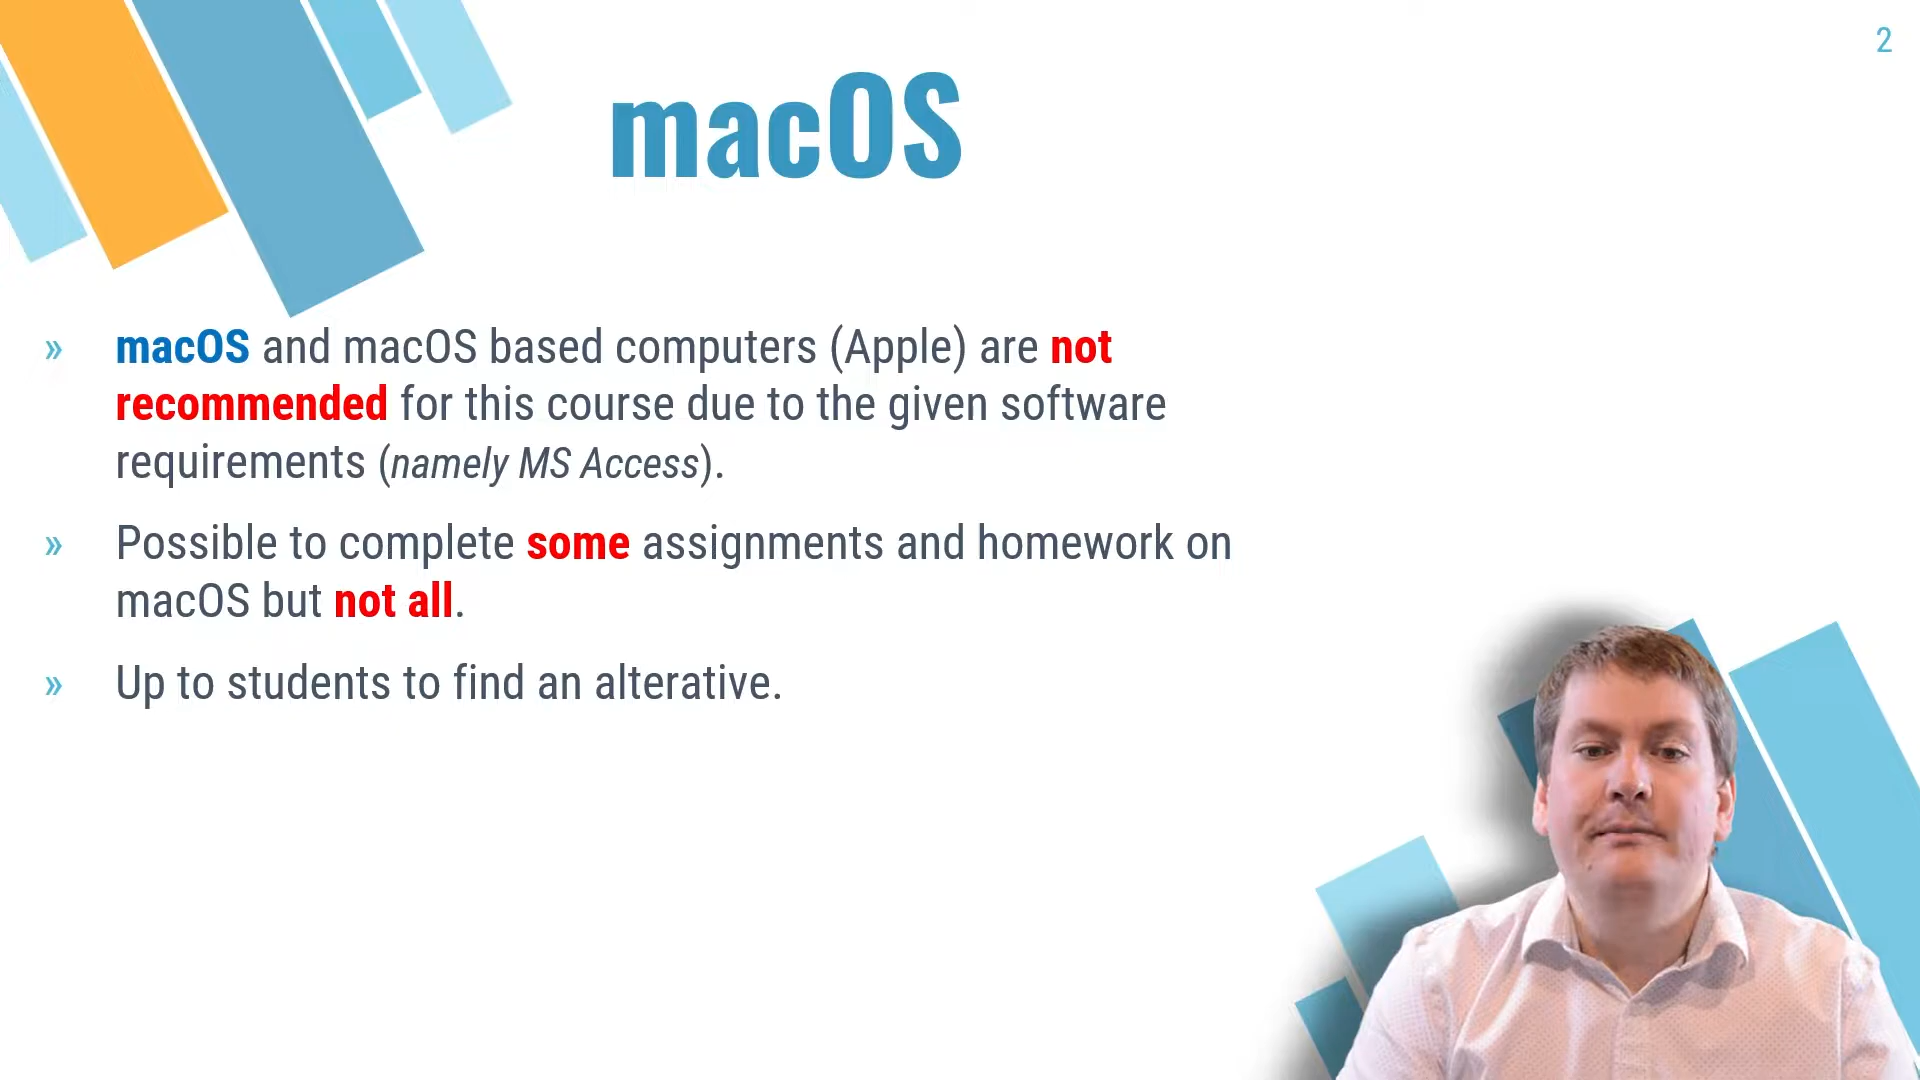 2
macOS
» macOS and macOS based computers (Apple) are not
recommended for this course due to the given software
requirements (namely MS Access).
» Possible to complete some assignments and homework on
macOS but not all.
» Up to students to find an alterative.